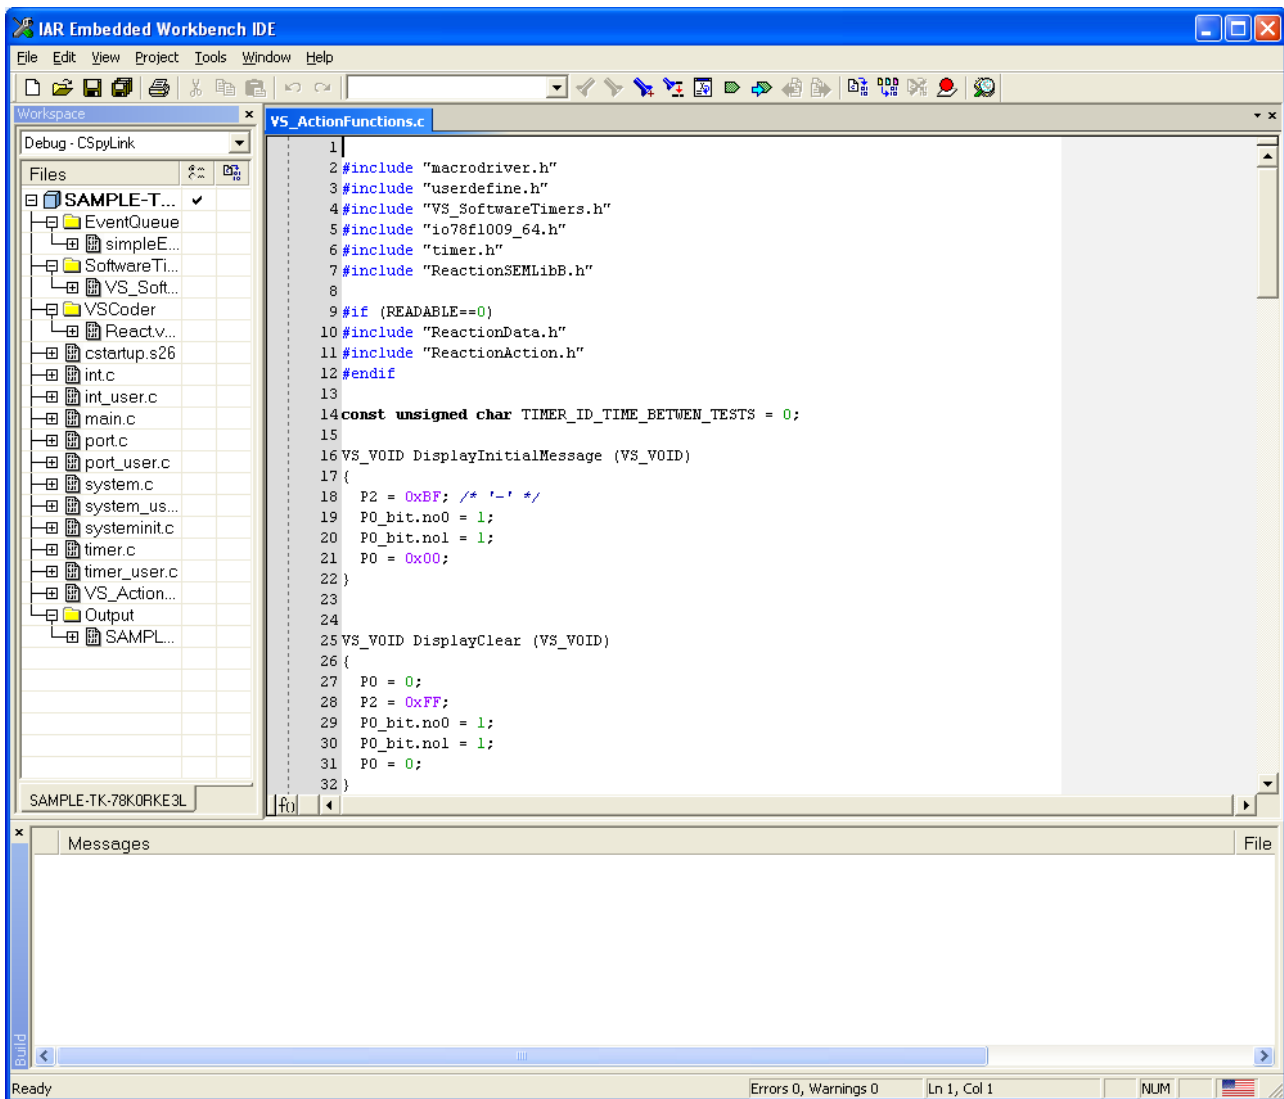 IAR Embedded Workbench IDE
File Edit View Project Tools Window Help
Workspace
Debug - CSpyLink
Files
SAMPLE-T...
EventQueue
simpleE...
SoftwareTi...
VS_Soft...
VSCoder
React.v...
cstartup.s26
int.c
int_user.c
main.c
port.c
port_user.c
system.c
system_us...
systeminit.c
timer.c
timer_user.c
VS_Action...
Output
SAMPL...
SAMPLE-TK-78K0RKE3L
VS_ActionFunctions.c
1
2 #include "macrodriver.h"
3 #include "userdefine.h"
4 #include "VS_SoftwareTimers.h"
5 #include "io78f1009_64.h"
6 #include "timer.h"
7 #include "ReactionSEMLibB.h"
8
9 #if (READABLE==0)
10 #include "ReactionData.h"
11 #include "ReactionAction.h"
12 #endif
13
14 const unsigned char TIMER_ID_TIME_BETWEN_TESTS = 0;
15
16 VS_VOID DisplayInitialMessage (VS_VOID)
17 {
18 P2 = 0xBF; /* '-' */
19 P0_bit.no0 = 1;
20 P0_bit.no1 = 1;
21 P0 = 0x00;
22 }
23
24
25 VS_VOID DisplayClear (VS_VOID)
26 {
27 P0 = 0;
28 P2 = 0xFF;
29 P0_bit.no0 = 1;
30 P0_bit.no1 = 1;
31 P0 = 0;
32 }
f()
Messages File
Build
Ready Errors 0, Warnings 0 Ln 1, Col 1 NUM